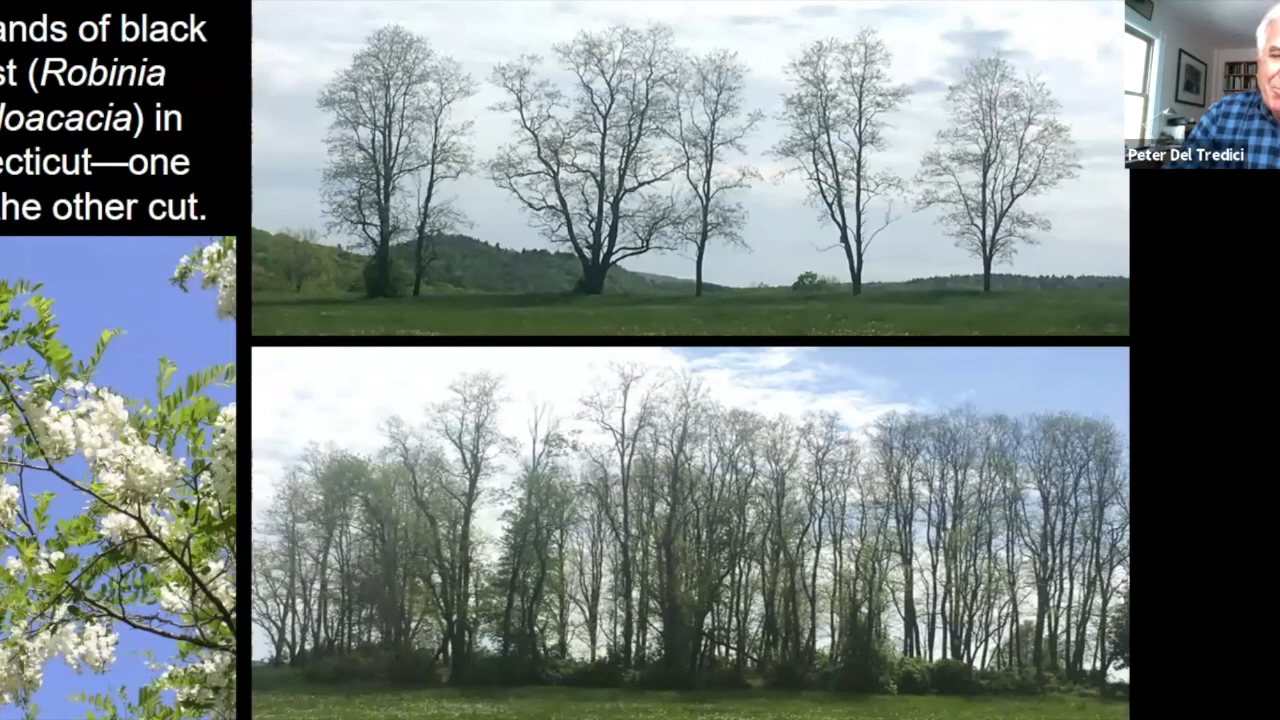 ands of black
st (Robinia
loacacia) in
ecticut—one
he other cut.
Peter Del Tredici